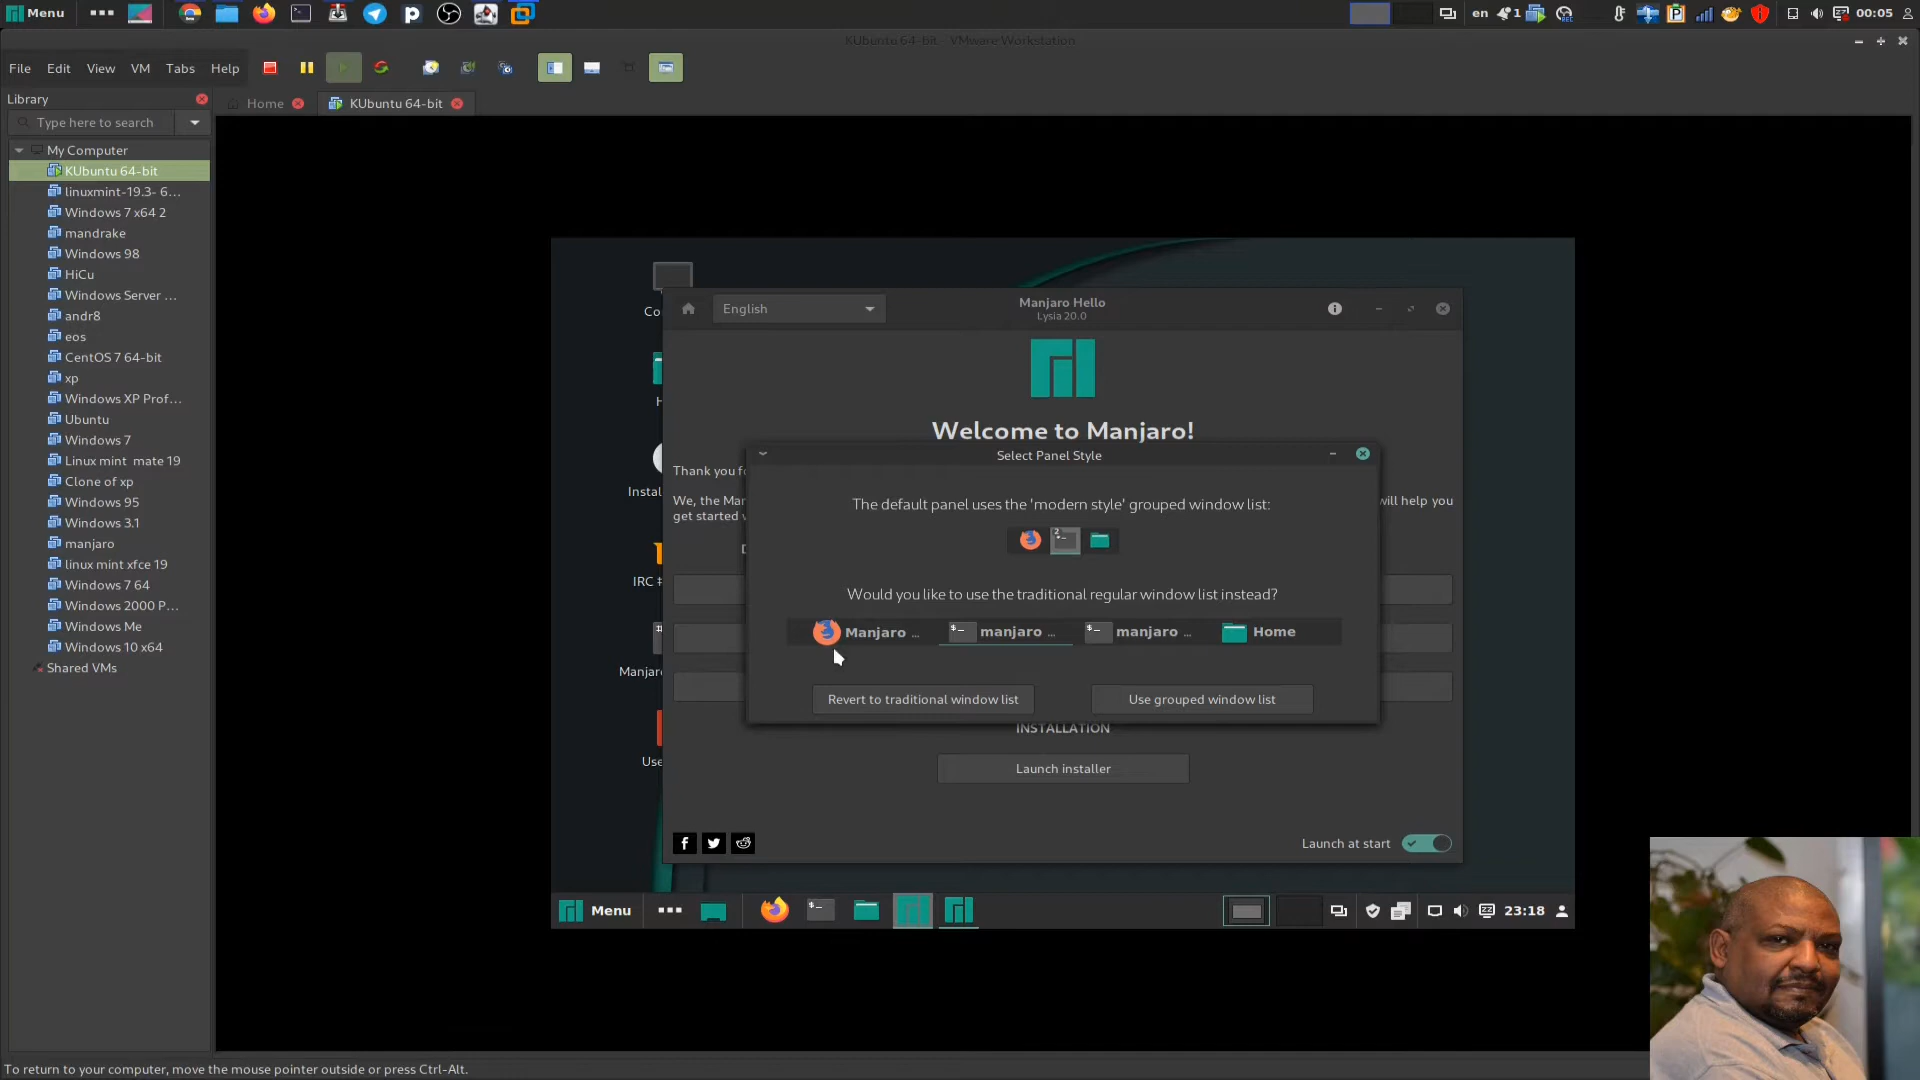 Menu
en
1
00:05
KUbuntu 64-bit - VMware Workstation
File Edit View VM Tabs Help
Library
Home
KUbuntu 64-bit
Type here to search
My Computer
KUbuntu 64-bit
linuxmint-19.3- 6...
Windows 7 x64 2
mandrake
Windows 98
HiCu
Windows Server ...
andr8
eos
CentOS 7 64-bit
xp
Windows XP Prof...
Ubuntu
Windows 7
Linux mint mate 19
Clone of xp
Windows 95
Windows 3.1
manjaro
linux mint xfce 19
Windows 7 64
Windows 2000 P...
Windows Me
Windows 10 x64
Shared VMs
Co
H
Instal
IRC #
Manjaro
Use
English
Manjaro Hello
Lysia 20.0
Welcome to Manjaro!
Thank you f
We, the Mar
will help you
get started v
D
Select Panel Style
The default panel uses the 'modern style' grouped window list:
2
Would you like to use the traditional regular window list instead?
Manjaro ...
$- manjaro ...
$- manjaro ...
Home
Revert to traditional window list
Use grouped window list
INSTALLATION
Launch installer
Launch at start
Menu
$-
23:18
To return to your computer, move the mouse pointer outside or press Ctrl-Alt.